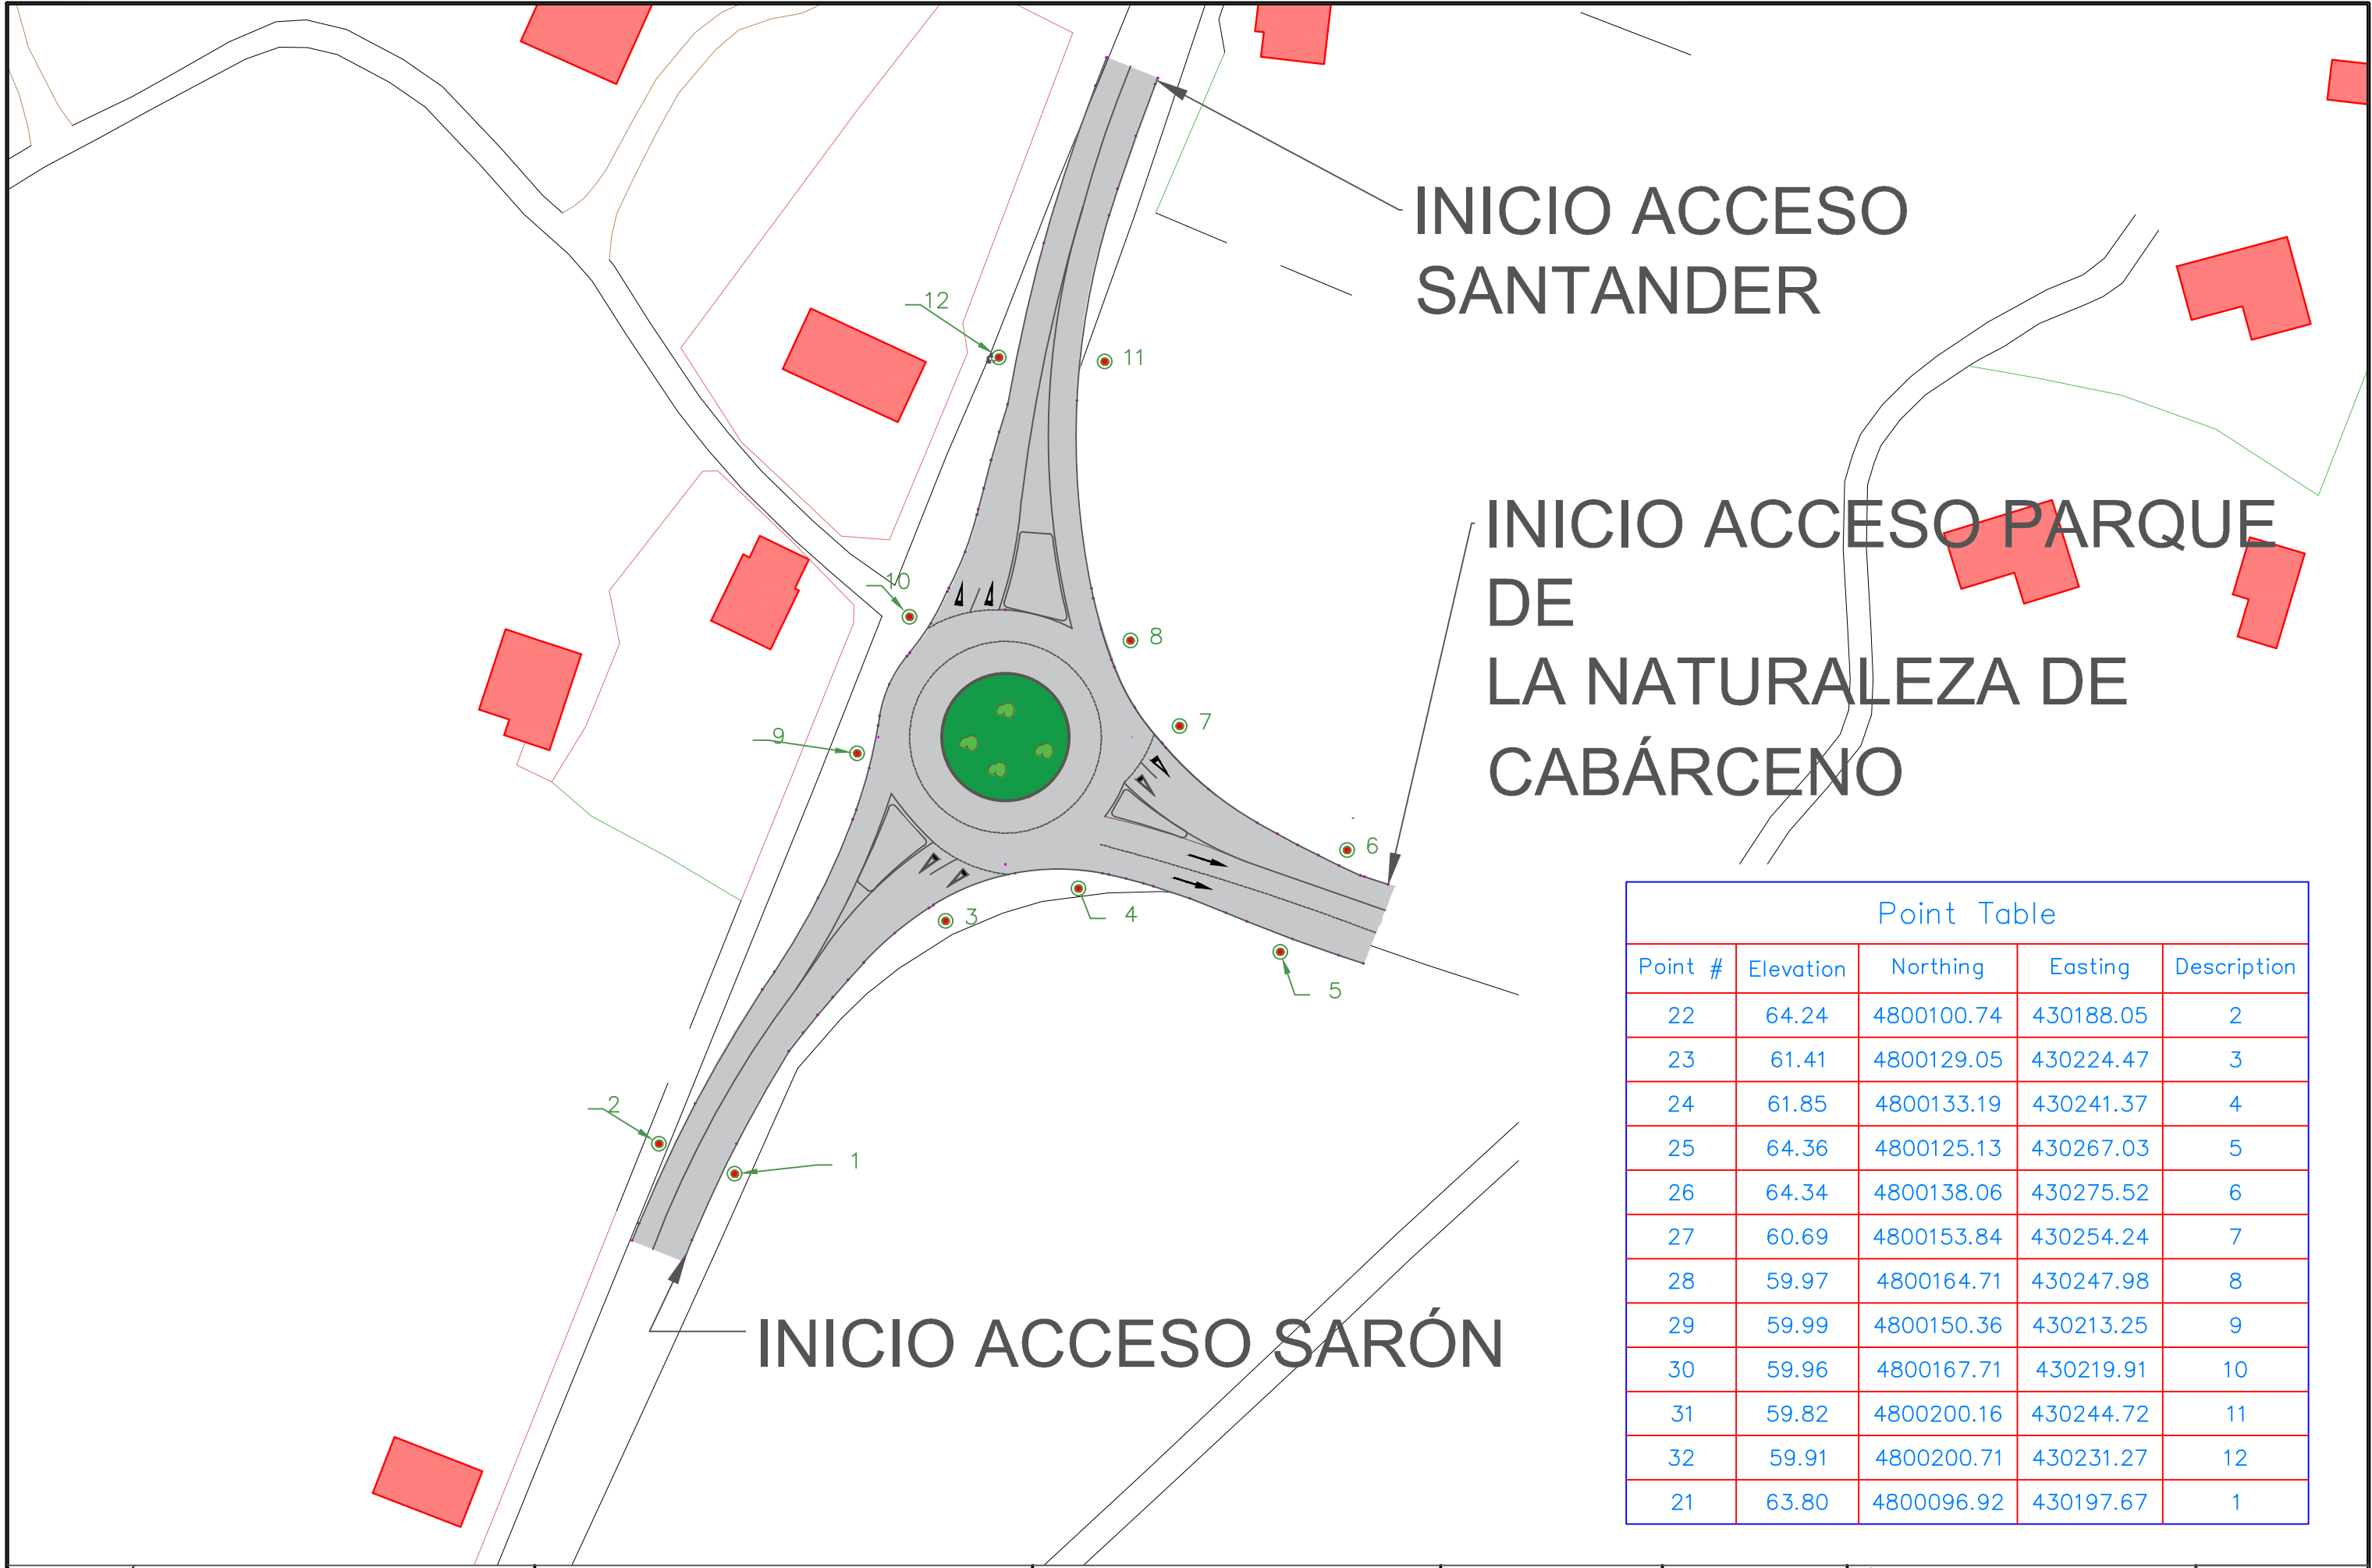 INICIO ACCESO
SANTANDER
12
11
INICIO ACCESO PARQUE
DE
LA NATURALEZA DE
CABÁRCENO
10
8
7
9
6
3
4
5
2
1
INICIO ACCESO SARÓN
Point Table
Point # Elevation Northing Easting Description
22 64.24 4800100.74 430188.05 2
23 61.41 4800129.05 430224.47 3
24 61.85 4800133.19 430241.37 4
25 64.36 4800125.13 430267.03 5
26 64.34 4800138.06 430275.52 6
27 60.69 4800153.84 430254.24 7
28 59.97 4800164.71 430247.98 8
29 59.99 4800150.36 430213.25 9
30 59.96 4800167.71 430219.91 10
31 59.82 4800200.16 430244.72 11
32 59.91 4800200.71 430231.27 12
21 63.80 4800096.92 430197.67 1